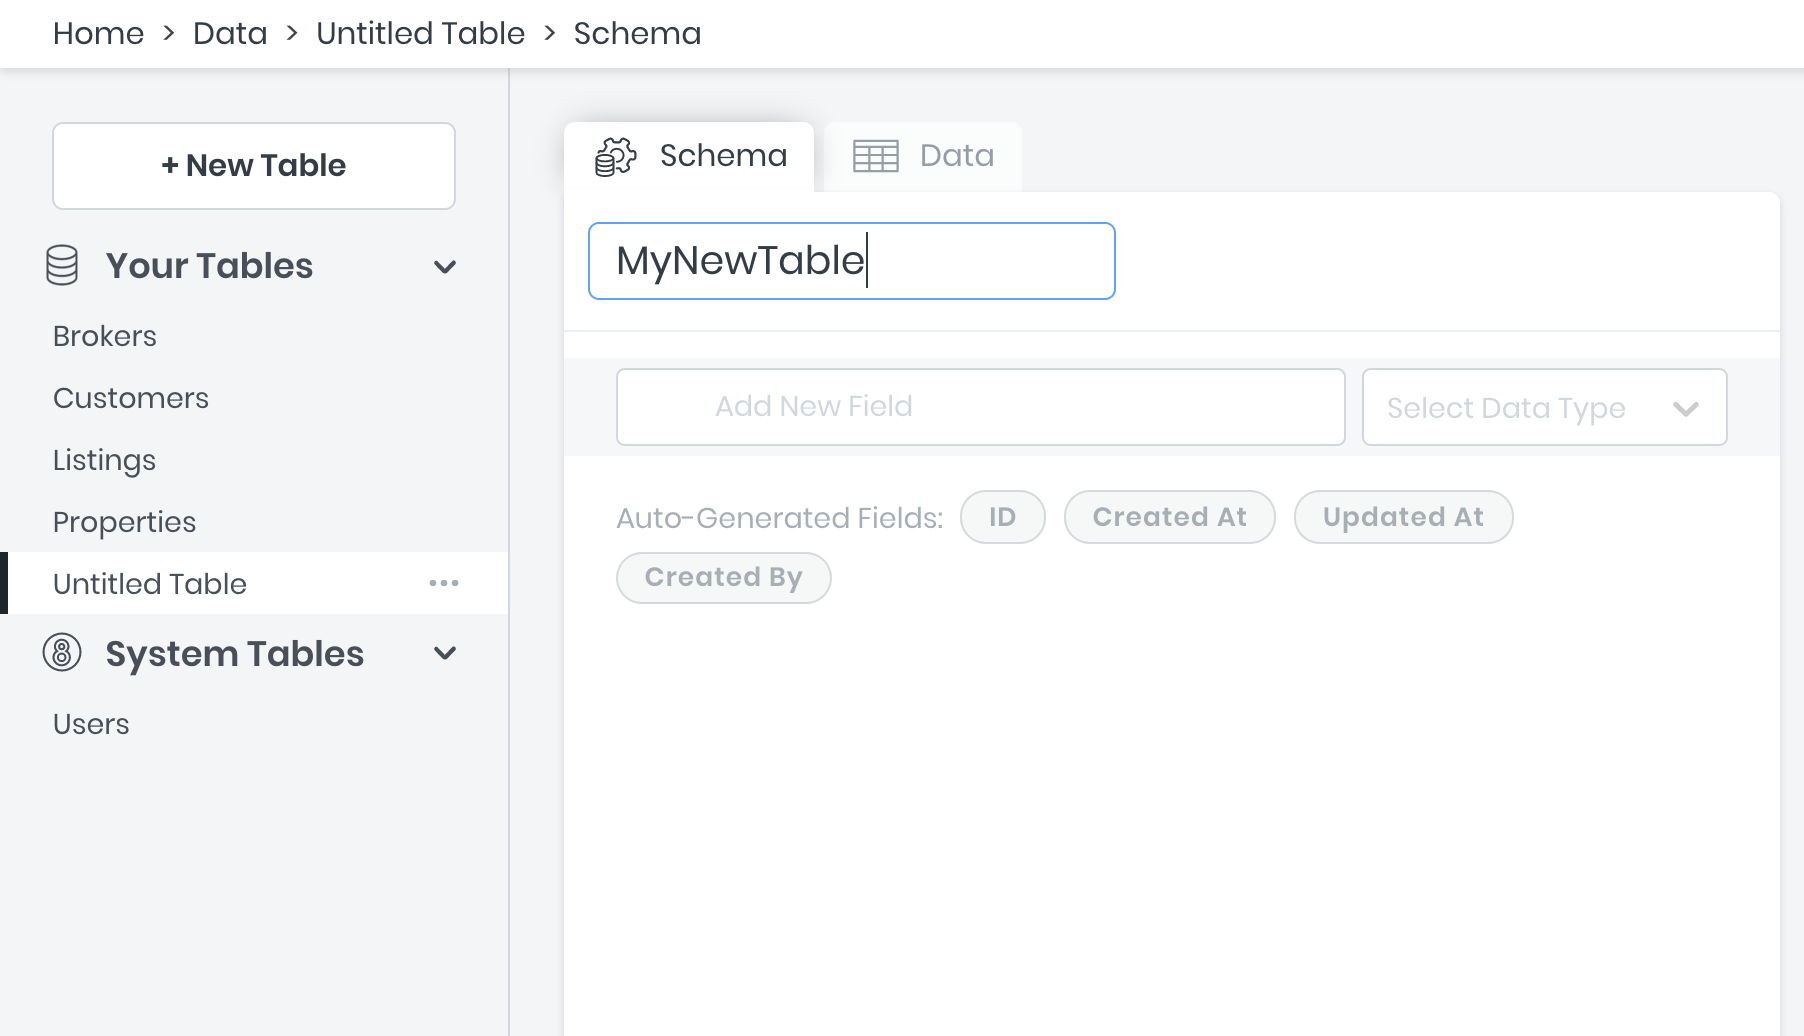 Home > Data > Untitled Table > Schema
+ New Table
Your Tables
Brokers
Customers
Listings
Properties
Untitled Table ...
8 System Tables
Users
Schema
Data
MyNewTable
Add New Field
Select Data Type
Auto-Generated Fields: ID Created At Updated At
Created By